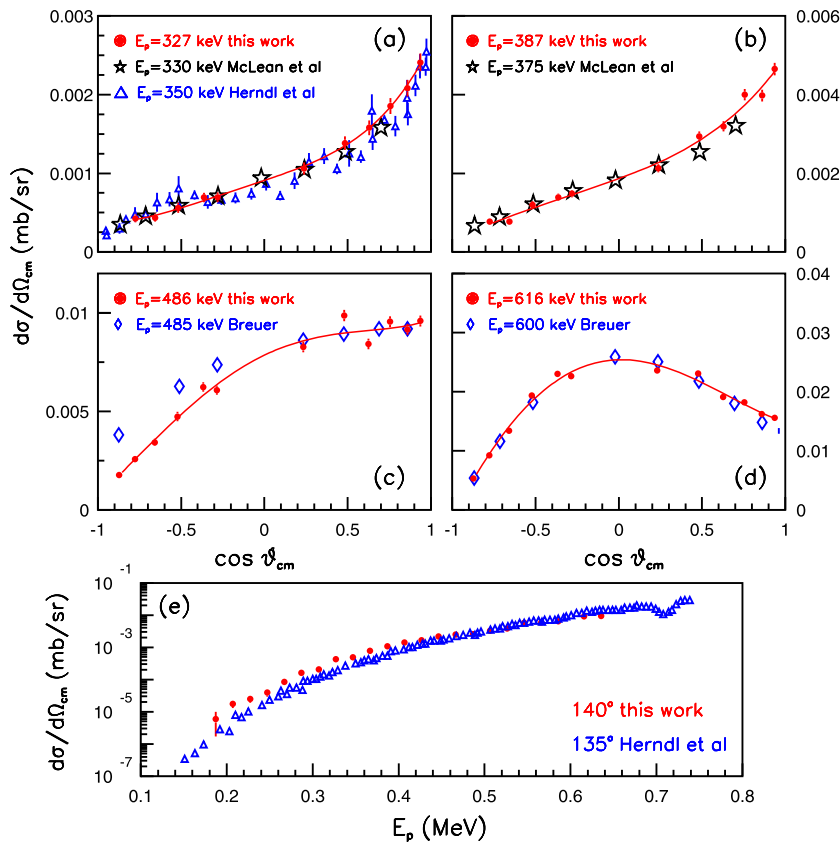 0.003
(a)
E_p=327 keV this work
E_p=330 keV McLean et al
E_p=350 keV Herndl et al
0.002
0.001
0
0.006
(b)
E_p=387 keV this work
E_p=375 keV McLean et al
0.004
0.002
0
dσ/dΩ_cm (mb/sr)
E_p=486 keV this work
E_p=485 keV Breuer
0.01
0.005
0
(c)
-1 -0.5 0 0.5 1
cos ϑ_cm
0.04
E_p=616 keV this work
E_p=600 keV Breuer
0.03
0.02
0.01
0
(d)
-1 -0.5 0 0.5 1
cos ϑ_cm
(e)
10^-1
10^-3
10^-5
10^-7
dσ/dΩ_cm (mb/sr)
140° this work
135° Herndl et al
0.1 0.2 0.3 0.4 0.5 0.6 0.7 0.8
E_p (MeV)